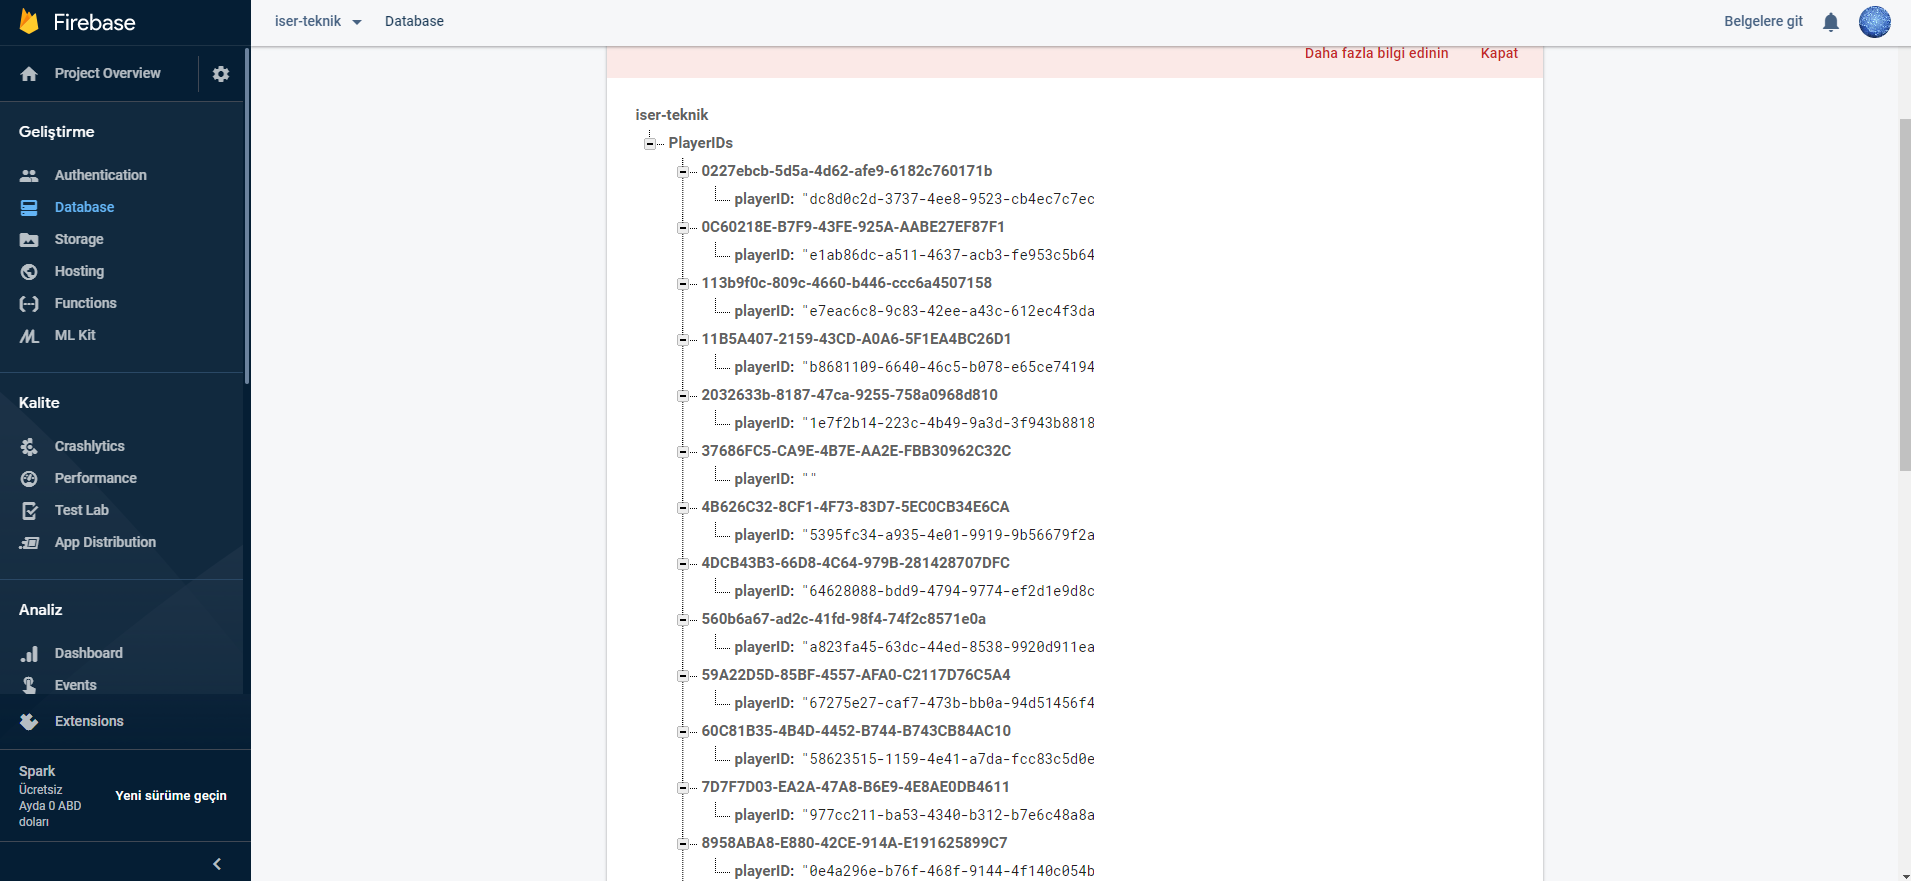 Firebase
iser-teknik
Database
Belgelere git
Project Overview
Geliştirme
Authentication
Database
Storage
Hosting
Functions
ML Kit
Kalite
Crashlytics
Performance
Test Lab
App Distribution
Analiz
Dashboard
Events
Extensions
Spark
Ücretsiz
Ayda 0 ABD
doları
Yeni sürüme geçin
Daha fazla bilgi edinin
Kapat
iser-teknik
PlayerIDs
0227ebcb-5d5a-4d62-afe9-6182c760171b
playerID: "dc8d0c2d-3737-4ee8-9523-cb4ec7c7ec
0C60218E-B7F9-43FE-925A-AABE27EF87F1
playerID: "e1ab86dc-a511-4637-acb3-fe953c5b64
113b9f0c-809c-4660-b446-ccc6a4507158
playerID: "e7eac6c8-9c83-42ee-a43c-612ec4f3da
11B5A407-2159-43CD-A0A6-5F1EA4BC26D1
playerID: "b8681109-6640-46c5-b078-e65ce74194
2032633b-8187-47ca-9255-758a0968d810
playerID: "1e7f2b14-223c-4b49-9a3d-3f943b8818
37686FC5-CA9E-4B7E-AA2E-FBB30962C32C
playerID: ""
4B626C32-8CF1-4F73-83D7-5EC0CB34E6CA
playerID: "5395fc34-a935-4e01-9919-9b56679f2a
4DCB43B3-66D8-4C64-979B-281428707DFC
playerID: "64628088-bdd9-4794-9774-ef2d1e9d8c
560b6a67-ad2c-41fd-98f4-74f2c8571e0a
playerID: "a823fa45-63dc-44ed-8538-9920d911ea
59A22D5D-85BF-4557-AFA0-C2117D76C5A4
playerID: "67275e27-caf7-473b-bb0a-94d51456f4
60C81B35-4B4D-4452-B744-B743CB84AC10
playerID: "58623515-1159-4e41-a7da-fcc83c5d0e
7D7F7D03-EA2A-47A8-B6E9-4E8AE0DB4611
playerID: "977cc211-ba53-4340-b312-b7e6c48a8a
8958ABA8-E880-42CE-914A-E191625899C7
playerID: "0e4a296e-b76f-468f-9144-4f140c054b